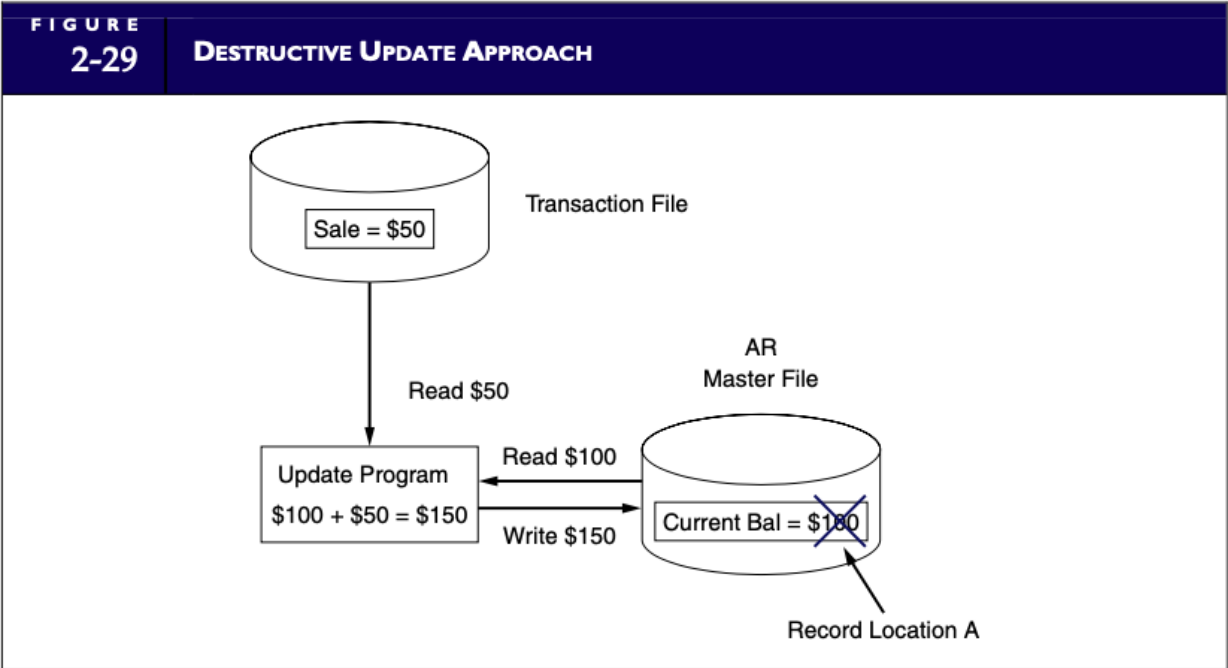 FIGURE
2-29
DESTRUCTIVE UPDATE APPROACH
Sale = $50
Transaction File
Read $50
AR
Master File
Update Program
$100 + $50 = $150
Read $100
Write $150
Current Bal = $100
Record Location A